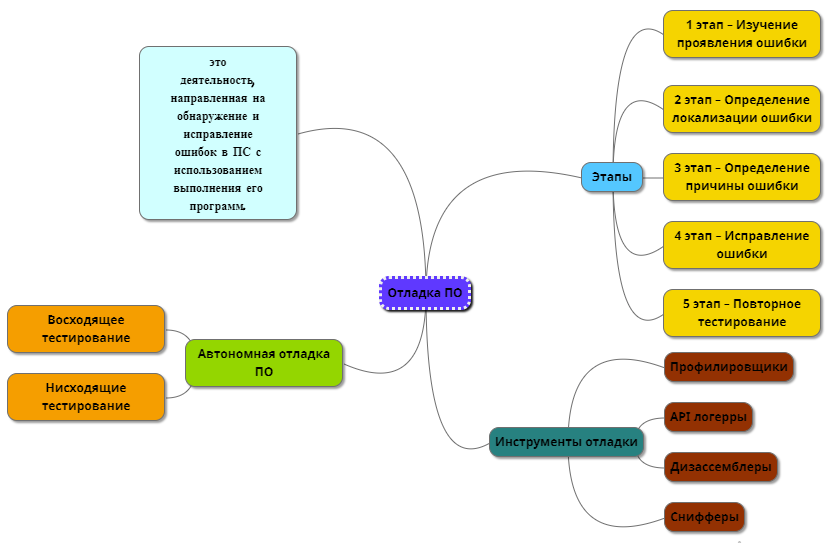 это
деятельность,
направленная на
обнаружение и
исправление
ошибок в ПС с
использованием
выполнения его
программ.
Отладка ПО
Этапы
1 этап – Изучение
проявления ошибки
2 этап – Определение
локализации ошибки
3 этап – Определение
причины ошибки
4 этап – Исправление
ошибки
5 этап – Повторное
тестирование
Автономная отладка
ПО
Восходящее
тестирование
Нисходящие
тестирование
Инструменты отладки
Профилировщики
API логерры
Дизассемблеры
Снифферы